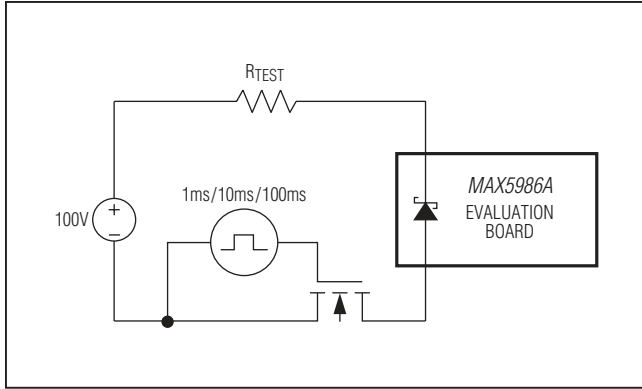 RTEST
1ms/10ms/100ms
100V
+
−
MAX5986A
EVALUATION
BOARD